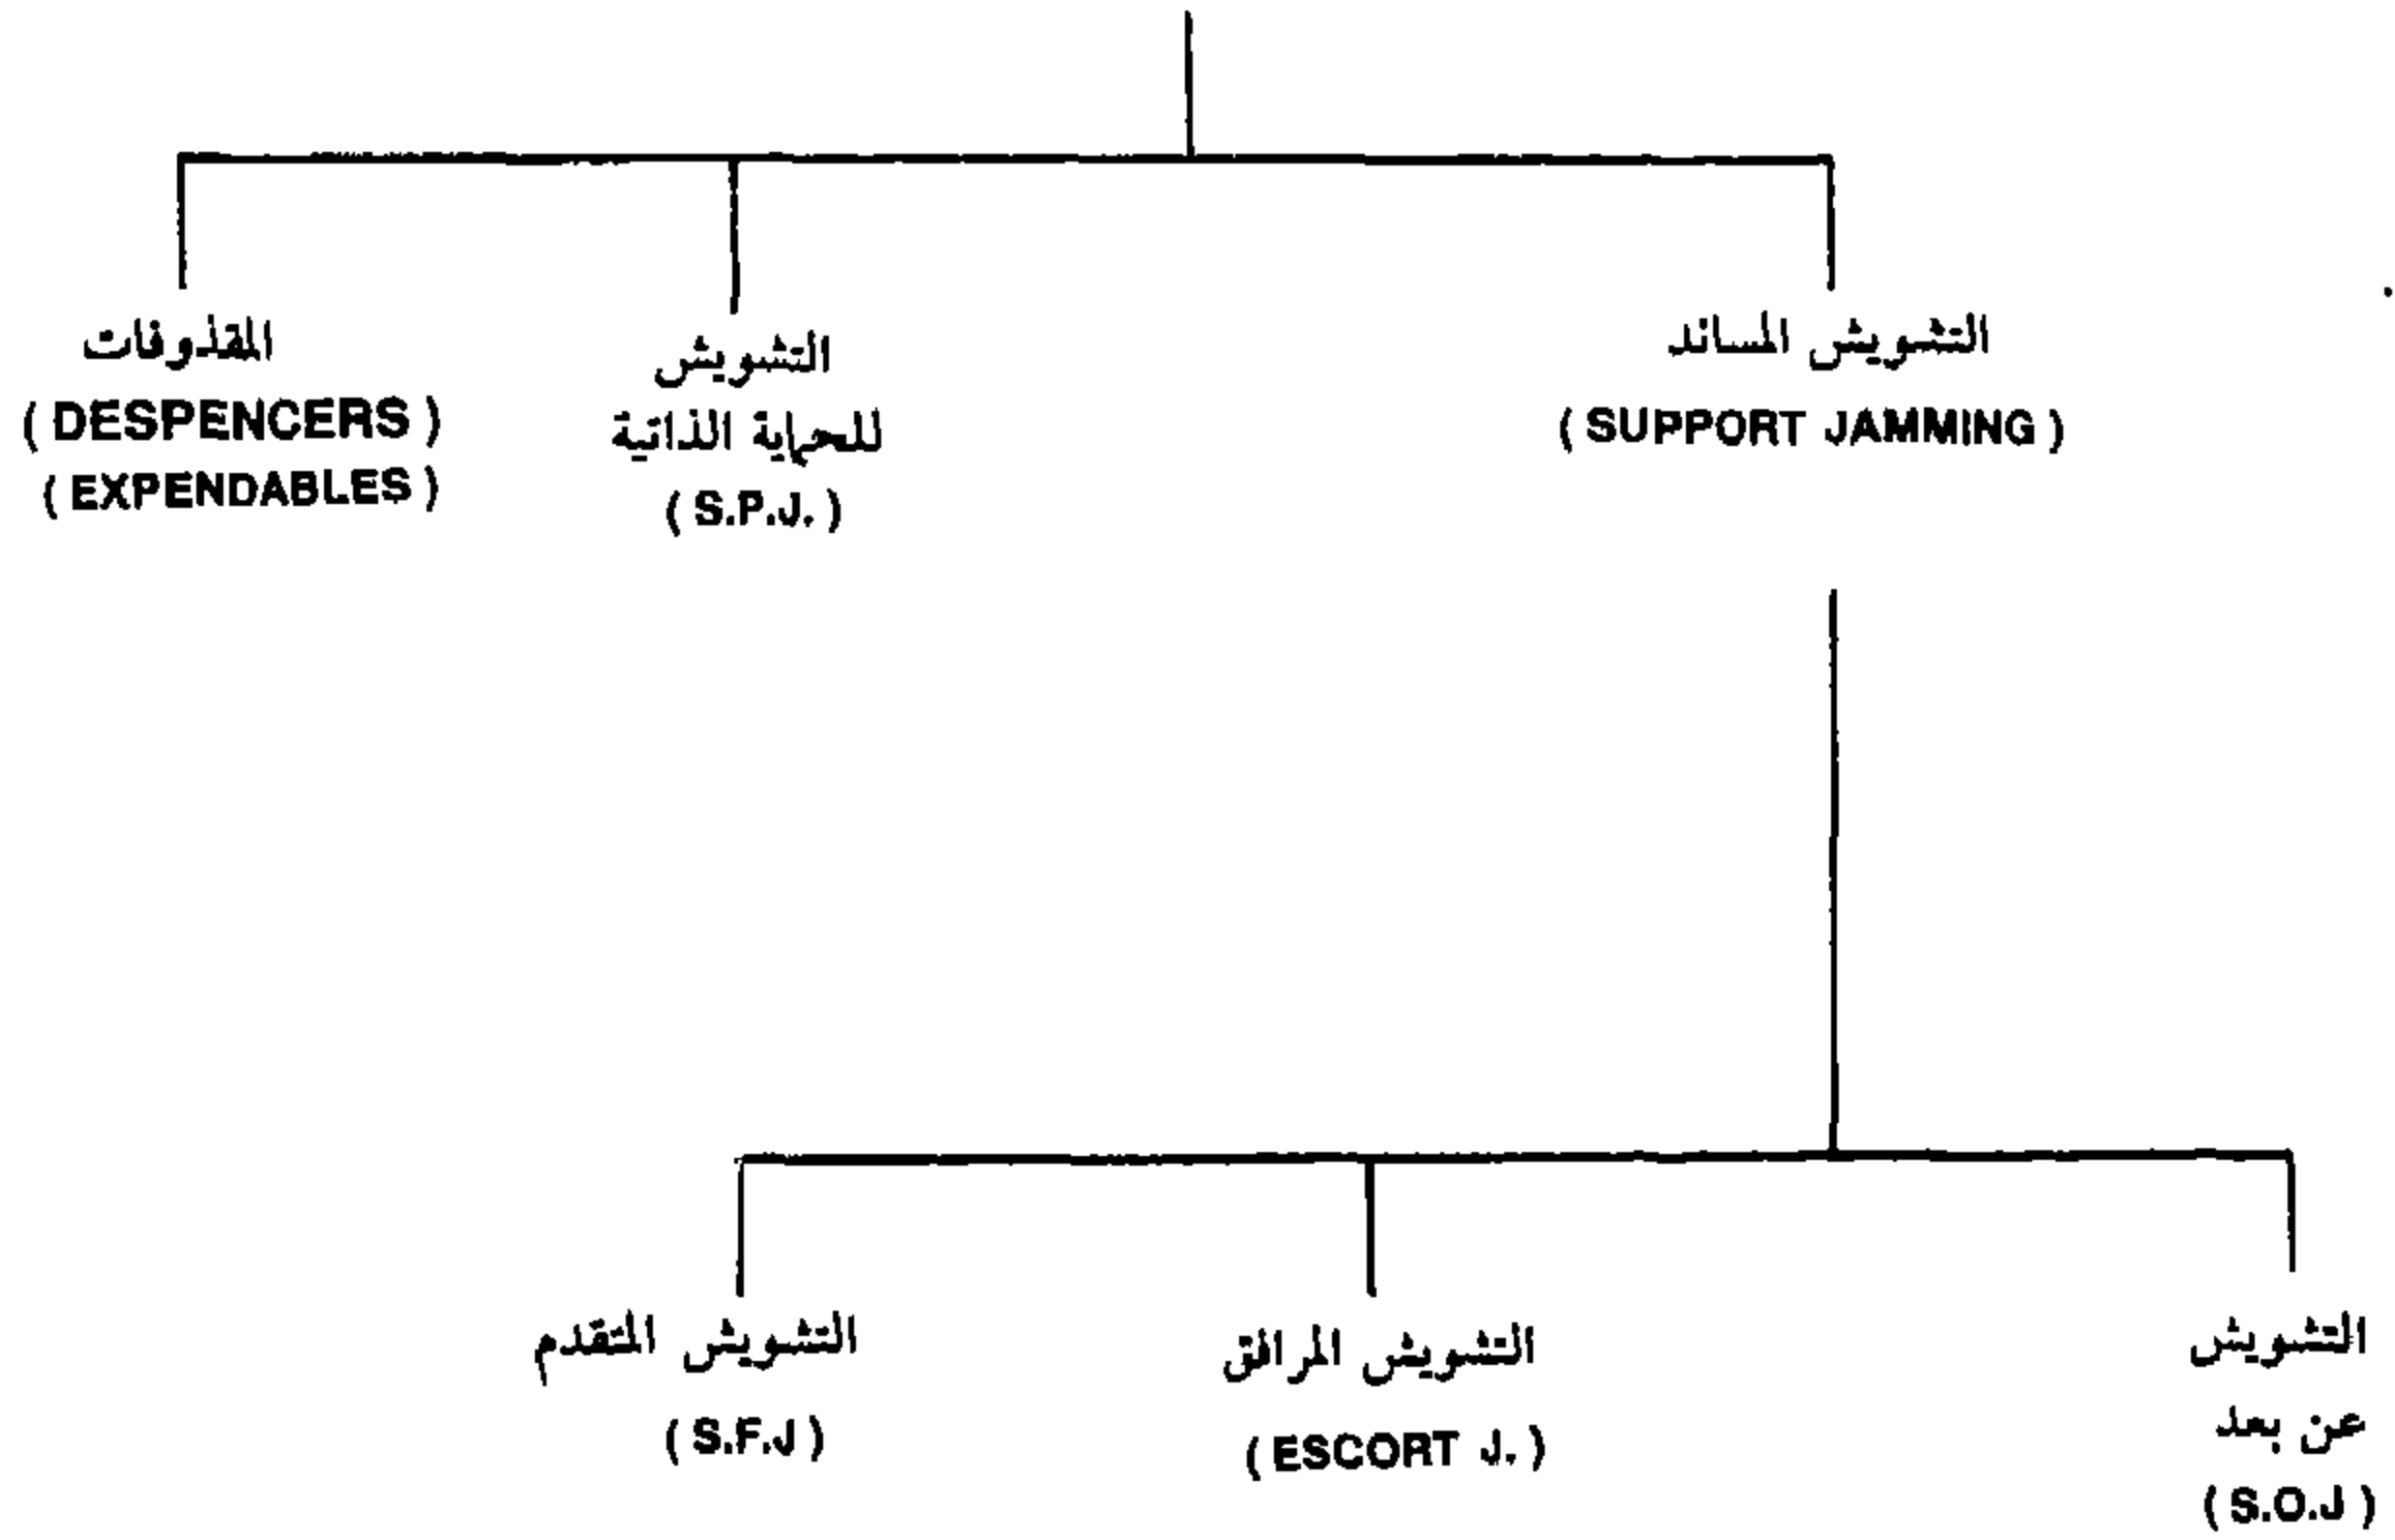 التشويش المساند
( SUPPORT JAMMING )
التشويش
للحماية الذاتية
( S.P.J. )
المقذوفات
( DESPENCERS )
( EXPENDABLES )
التشويش
عن بعد
( S.O.J )
التشويش المرافق
( ESCORT J. )
التشويش المتقدم
( S.F.J )